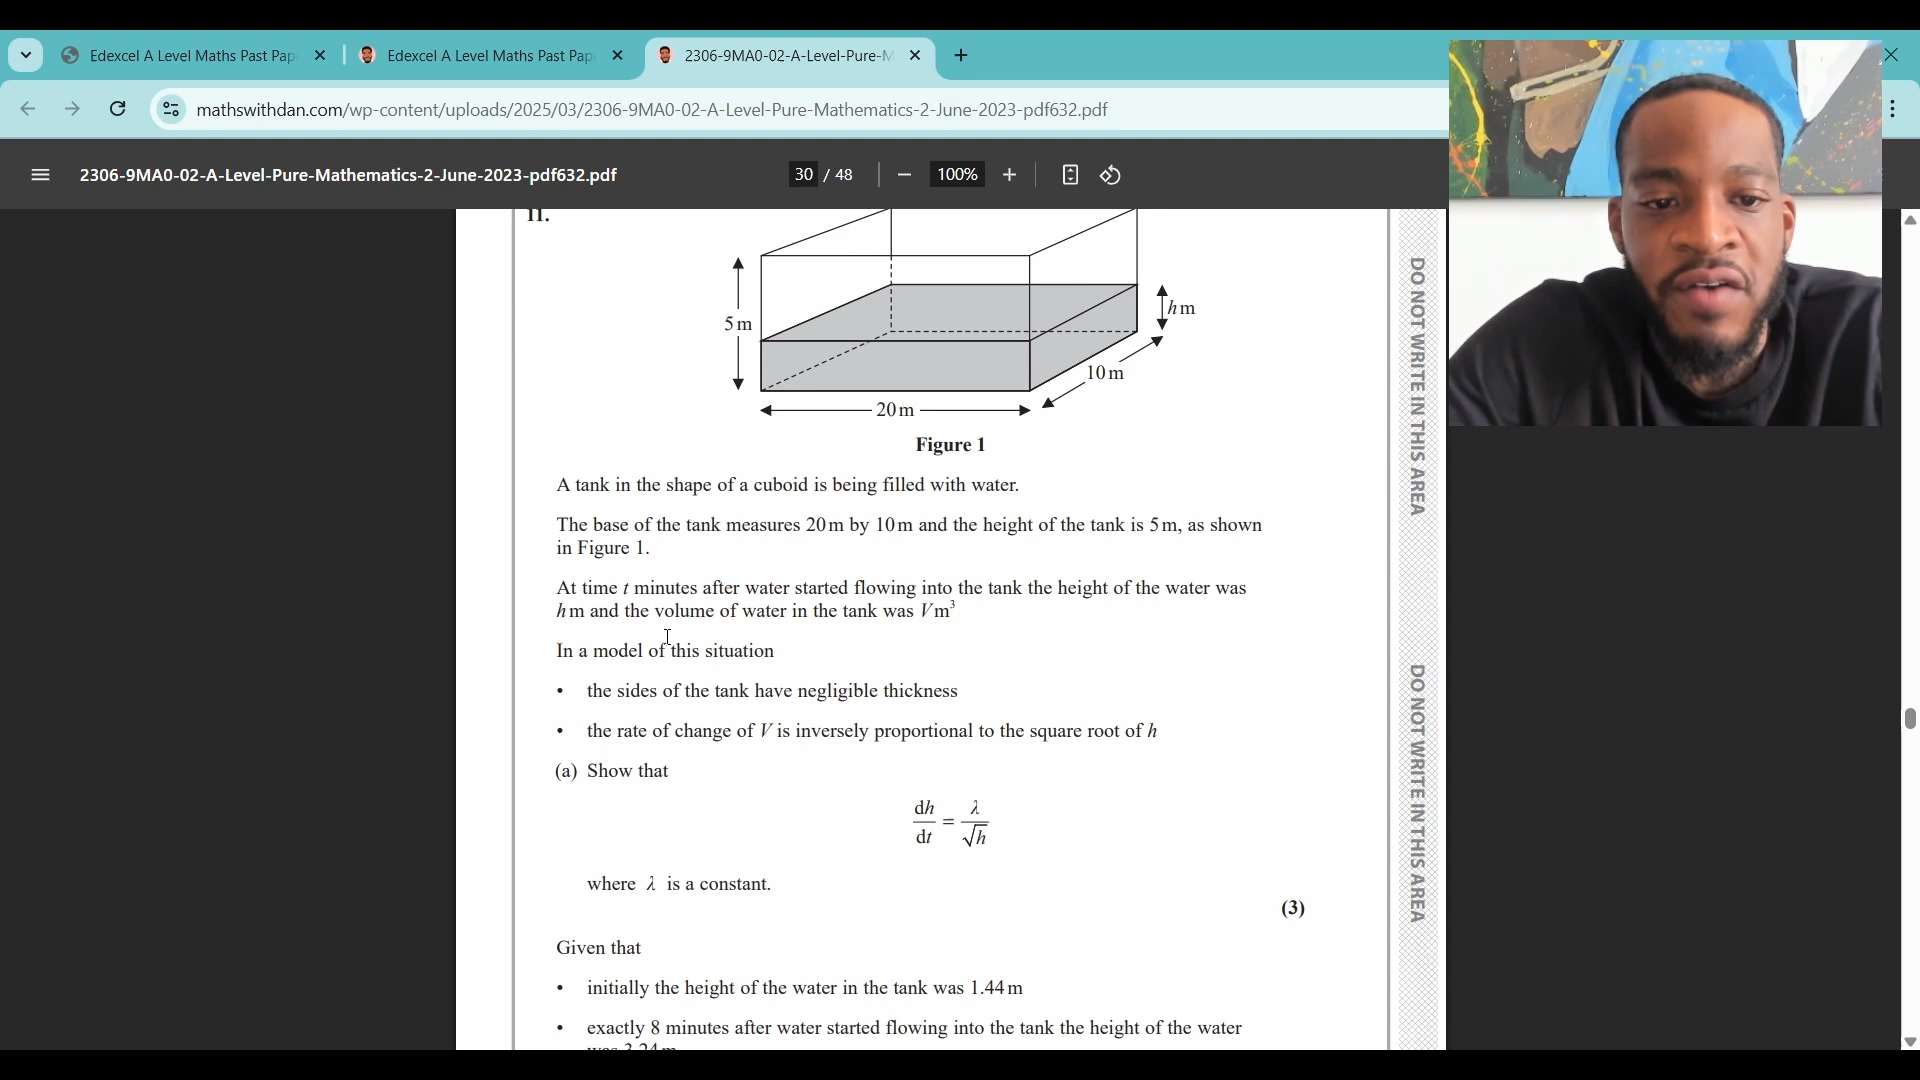 Edexcel A Level Maths Past Pap
Edexcel A Level Maths Past Pap
2306-9MA0-02-A-Level-Pure-M
mathswithdan.com/wp-content/uploads/2025/03/2306-9MA0-02-A-Level-Pure-Mathematics-2-June-2023-pdf632.pdf
2306-9MA0-02-A-Level-Pure-Mathematics-2-June-2023-pdf632.pdf
30 / 48
100%
11.
5 m
h m
10 m
20 m
Figure 1
A tank in the shape of a cuboid is being filled with water.
The base of the tank measures 20 m by 10 m and the height of the tank is 5 m, as shown
in Figure 1.
At time t minutes after water started flowing into the tank the height of the water was
h m and the volume of water in the tank was V m³
In a model of this situation
• the sides of the tank have negligible thickness
• the rate of change of V is inversely proportional to the square root of h
(a) Show that
dh/dt = λ/√h
where λ is a constant.
(3)
Given that
• initially the height of the water in the tank was 1.44 m
• exactly 8 minutes after water started flowing into the tank the height of the water
was 3.24 m
DO NOT WRITE IN THIS AREA
DO NOT WRITE IN THIS AREA